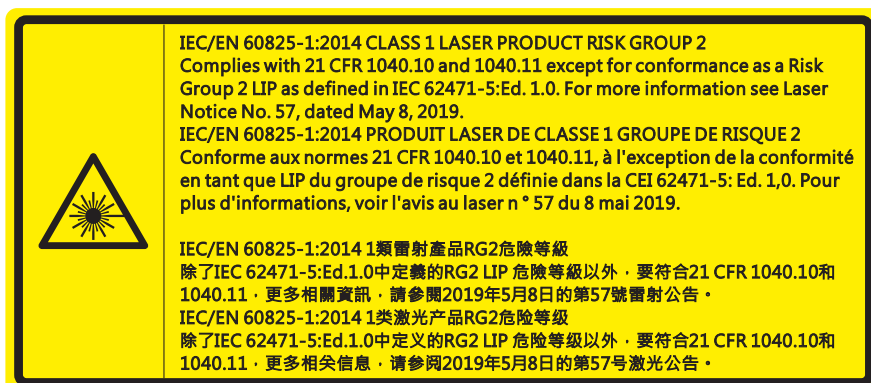 IEC/EN 60825-1:2014 CLASS 1 LASER PRODUCT RISK GROUP 2
Complies with 21 CFR 1040.10 and 1040.11 except for conformance as a Risk
Group 2 LIP as defined in IEC 62471-5:Ed. 1.0. For more information see Laser
Notice No. 57, dated May 8, 2019.
IEC/EN 60825-1:2014 PRODUIT LASER DE CLASSE 1 GROUPE DE RISQUE 2
Conforme aux normes 21 CFR 1040.10 et 1040.11, à l'exception de la conformité
en tant que LIP du groupe de risque 2 définie dans la CEI 62471-5: Ed. 1,0. Pour
plus d'informations, voir l'avis au laser n ° 57 du 8 mai 2019.
IEC/EN 60825-1:2014 1類雷射產品RG2危險等級
除了IEC 62471-5:Ed.1.0中定義的RG2 LIP 危險等級以外，要符合21 CFR 1040.10和
1040.11，更多相關資訊，請參閱2019年5月8日的第57號雷射公告。
IEC/EN 60825-1:2014 1类激光产品RG2危险等级
除了IEC 62471-5:Ed.1.0中定义的RG2 LIP 危险等级以外，要符合21 CFR 1040.10和
1040.11，更多相关信息，请参阅2019年5月8日的第57号激光公告。